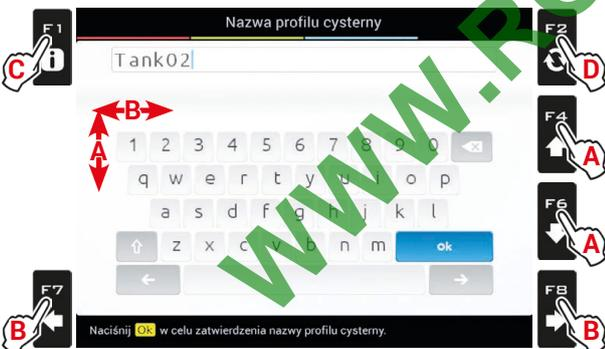 Nazwa profilu cysterny
F1
F2
Tank02
C
D
B
A
F4
A
1 2 3 4 5 6 7 8 9 0
q w e r t y u i o p
a s d f g h j k l
F6
A
z x c v b n m ok
F7
B
F8
B
Naciśnij Ok w celu zatwierdzenia nazwy profilu cysterny.